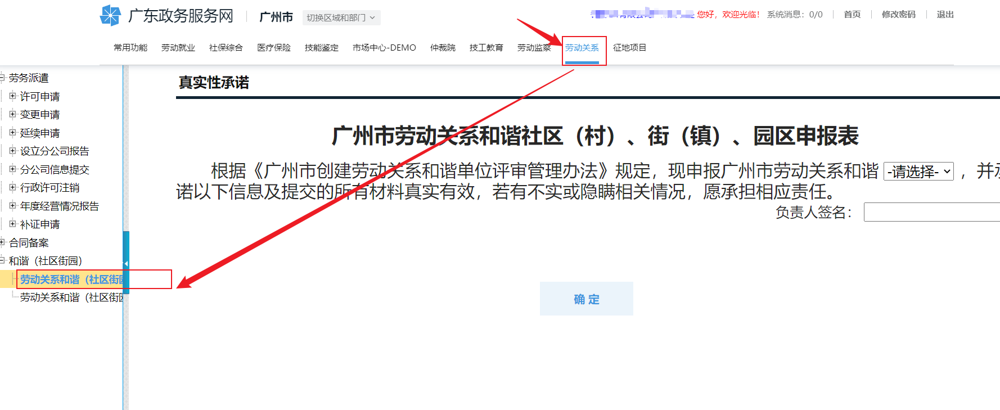 广东政务服务网
广州市
切换区域和部门
有限公司
您好，欢迎光临！
系统消息：0/0
首页
修改密码
退出
常用功能
劳动就业
社保综合
医疗保险
技能鉴定
市场中心-DEMO
仲裁院
技工教育
劳动监察
劳动关系
征地项目
劳务派遣
许可申请
变更申请
延续申请
设立分公司报告
分公司信息提交
行政许可注销
年度经营情况报告
补证申请
合同备案
和谐（社区街园）
劳动关系和谐（社区街
劳动关系和谐（社区街
真实性承诺
广州市劳动关系和谐社区（村）、街（镇）、园区申报表
根据《广州市创建劳动关系和谐单位评审管理办法》规定，现申报广州市劳动关系和谐 -请选择- ，并
诺以下信息及提交的所有材料真实有效，若有不实或隐瞒相关情况，愿承担相应责任。
负责人签名：
确 定